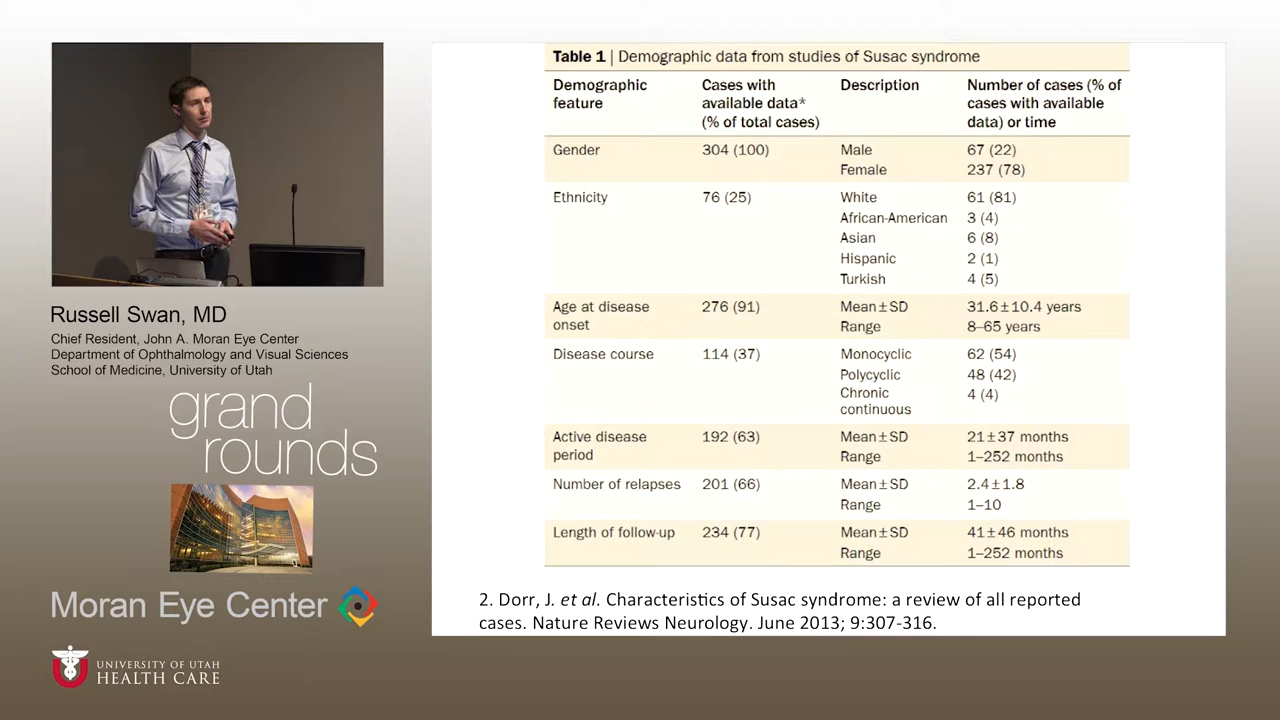 Russell Swan, MD
Chief Resident, John A. Moran Eye Center
Department of Ophthalmology and Visual Sciences
School of Medicine, University of Utah
grand
rounds
Moran Eye Center
UNIVERSITY OF UTAH
HEALTH CARE
Table 1 | Demographic data from studies of Susac syndrome
Demographic feature Cases with available data* (% of total cases) Description Number of cases (% of cases with available data) or time
Gender 304 (100) Male 67 (22)
Female 237 (78)
Ethnicity 76 (25) White 61 (81)
African-American 3 (4)
Asian 6 (8)
Hispanic 2 (1)
Turkish 4 (5)
Age at disease onset 276 (91) Mean ± SD 31.6 ± 10.4 years
Range 8–65 years
Disease course 114 (37) Monocyclic 62 (54)
Polycyclic 48 (42)
Chronic continuous 4 (4)
Active disease period 192 (63) Mean ± SD 21 ± 37 months
Range 1–252 months
Number of relapses 201 (66) Mean ± SD 2.4 ± 1.8
Range 1–10
Length of follow-up 234 (77) Mean ± SD 41 ± 46 months
Range 1–252 months
2. Dorr, J. et al. Characteristics of Susac syndrome: a review of all reported
cases. Nature Reviews Neurology. June 2013; 9:307-316.